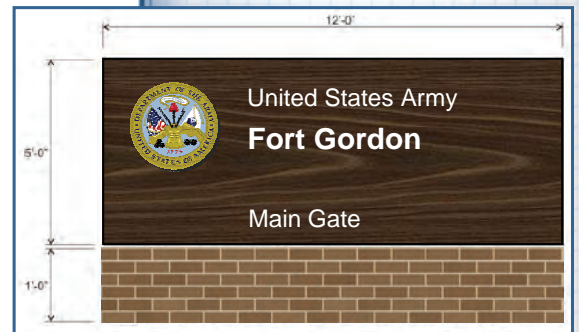 12'-0"
United States Army
Fort Gordon
5'-0"
Main Gate
1'-0"